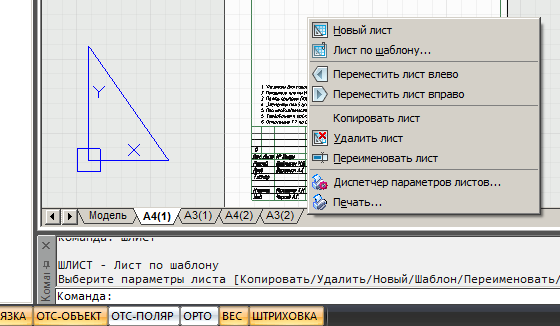 Новый лист
Лист по шаблону...
Переместить лист влево
Переместить лист вправо
Копировать лист
Удалить лист
Переименовать лист
Диспетчер параметров листов...
Печать...
Y
X
Модель A4(1) A3(1) A4(2) A3(2)
Команда: ШЛИСТ
ШЛИСТ - Лист по шаблону
Выберите параметры листа [Копировать/Удалить/Новый/Шаблон/Переименовать/
Команда:
ЯЗКА ОТС-ОБЪЕКТ ОТС-ПОЛЯР ОРТО ВЕС ШТРИХОВКА